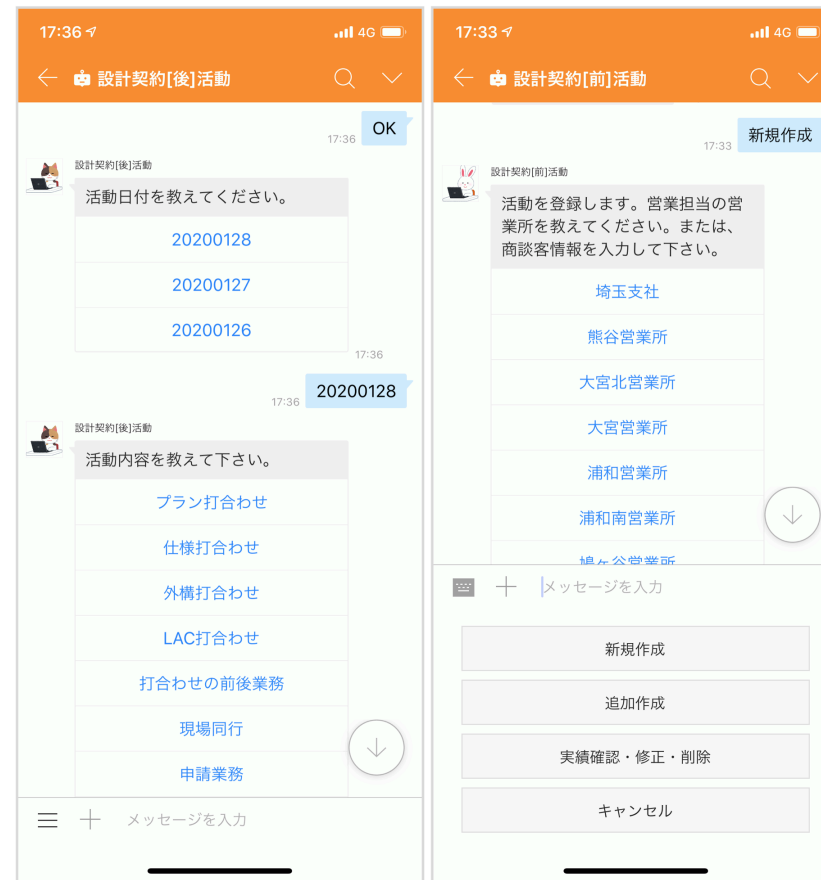 17:36
4G
設計契約[後]活動
OK
17:36
設計契約[後]活動
活動日付を教えてください。
20200128
20200127
20200126
17:36
20200128
17:36
設計契約[後]活動
活動内容を教えて下さい。
プラン打合わせ
仕様打合わせ
外構打合わせ
LAC打合わせ
打合わせの前後業務
現場同行
申請業務
メッセージを入力
17:33
4G
設計契約[前]活動
新規作成
17:33
設計契約[前]活動
活動を登録します。営業担当の営
業所を教えてください。または、
商談客情報を入力して下さい。
埼玉支社
熊谷営業所
大宮北営業所
大宮営業所
浦和営業所
浦和南営業所
鳩ヶ谷営業所
メッセージを入力
新規作成
追加作成
実績確認・修正・削除
キャンセル